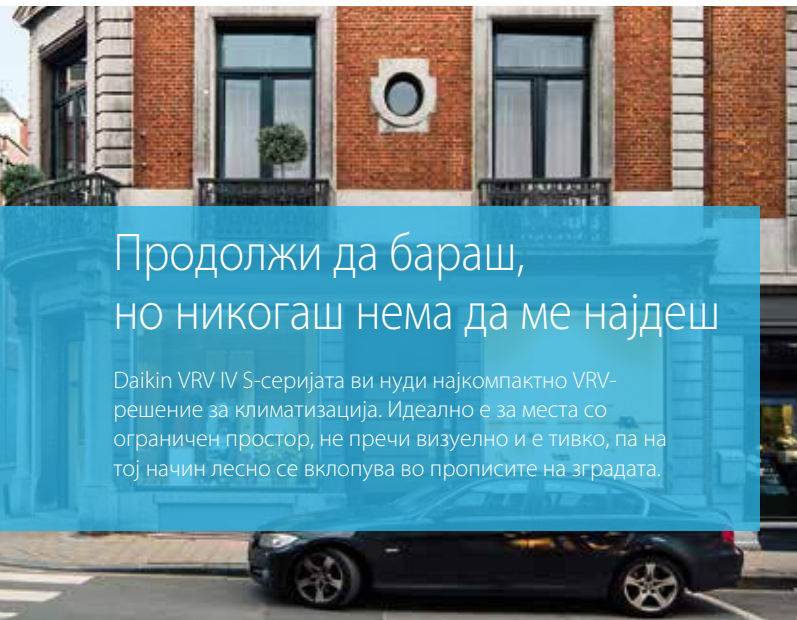 Продолжи да бараш,
но никогаш нема да ме најдеш
Daikin VRV IV S-серијата ви нуди најкомпактно VRV-
решение за климатизација. Идеално е за места со
ограничен простор, не пречи визуелно и е тивко, па на
тој начин лесно се вклопува во прописите на зградата.